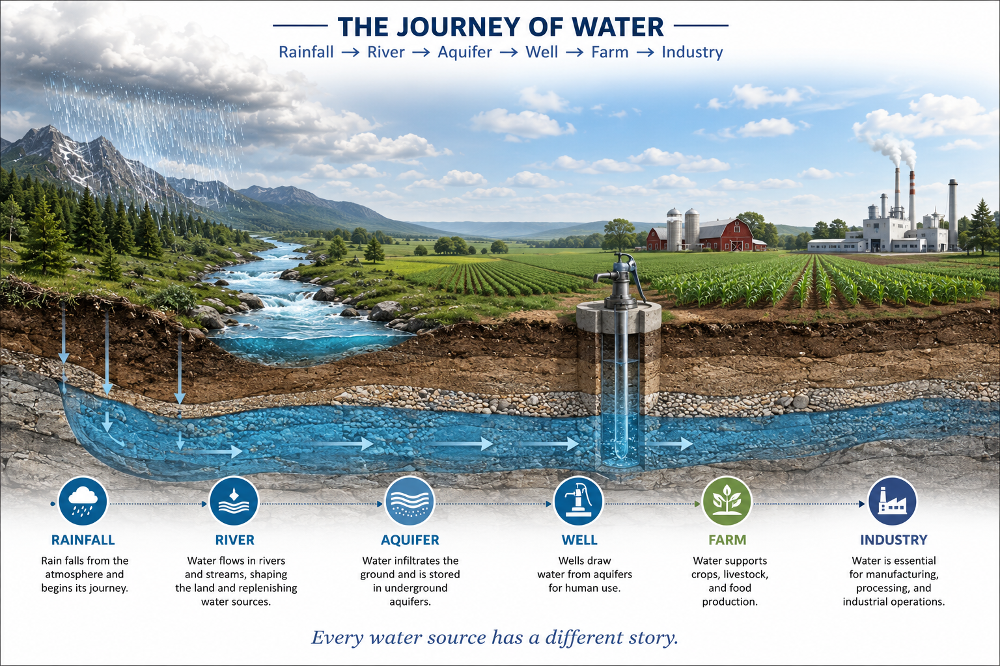 THE JOURNEY OF WATER
Rainfall → River → Aquifer → Well → Farm → Industry
RAINFALL
Rain falls from the
atmosphere and
begins its journey.
RIVER
Water flows in rivers
and streams, shaping
the land and replenishing
water sources.
AQUIFER
Water infiltrates the
ground and is stored
in underground
aquifers.
WELL
Wells draw
water from aquifers
for human use.
FARM
Water supports
crops, livestock,
and food
production.
INDUSTRY
Water is essential
for manufacturing,
processing, and
industrial operations.
Every water source has a different story.